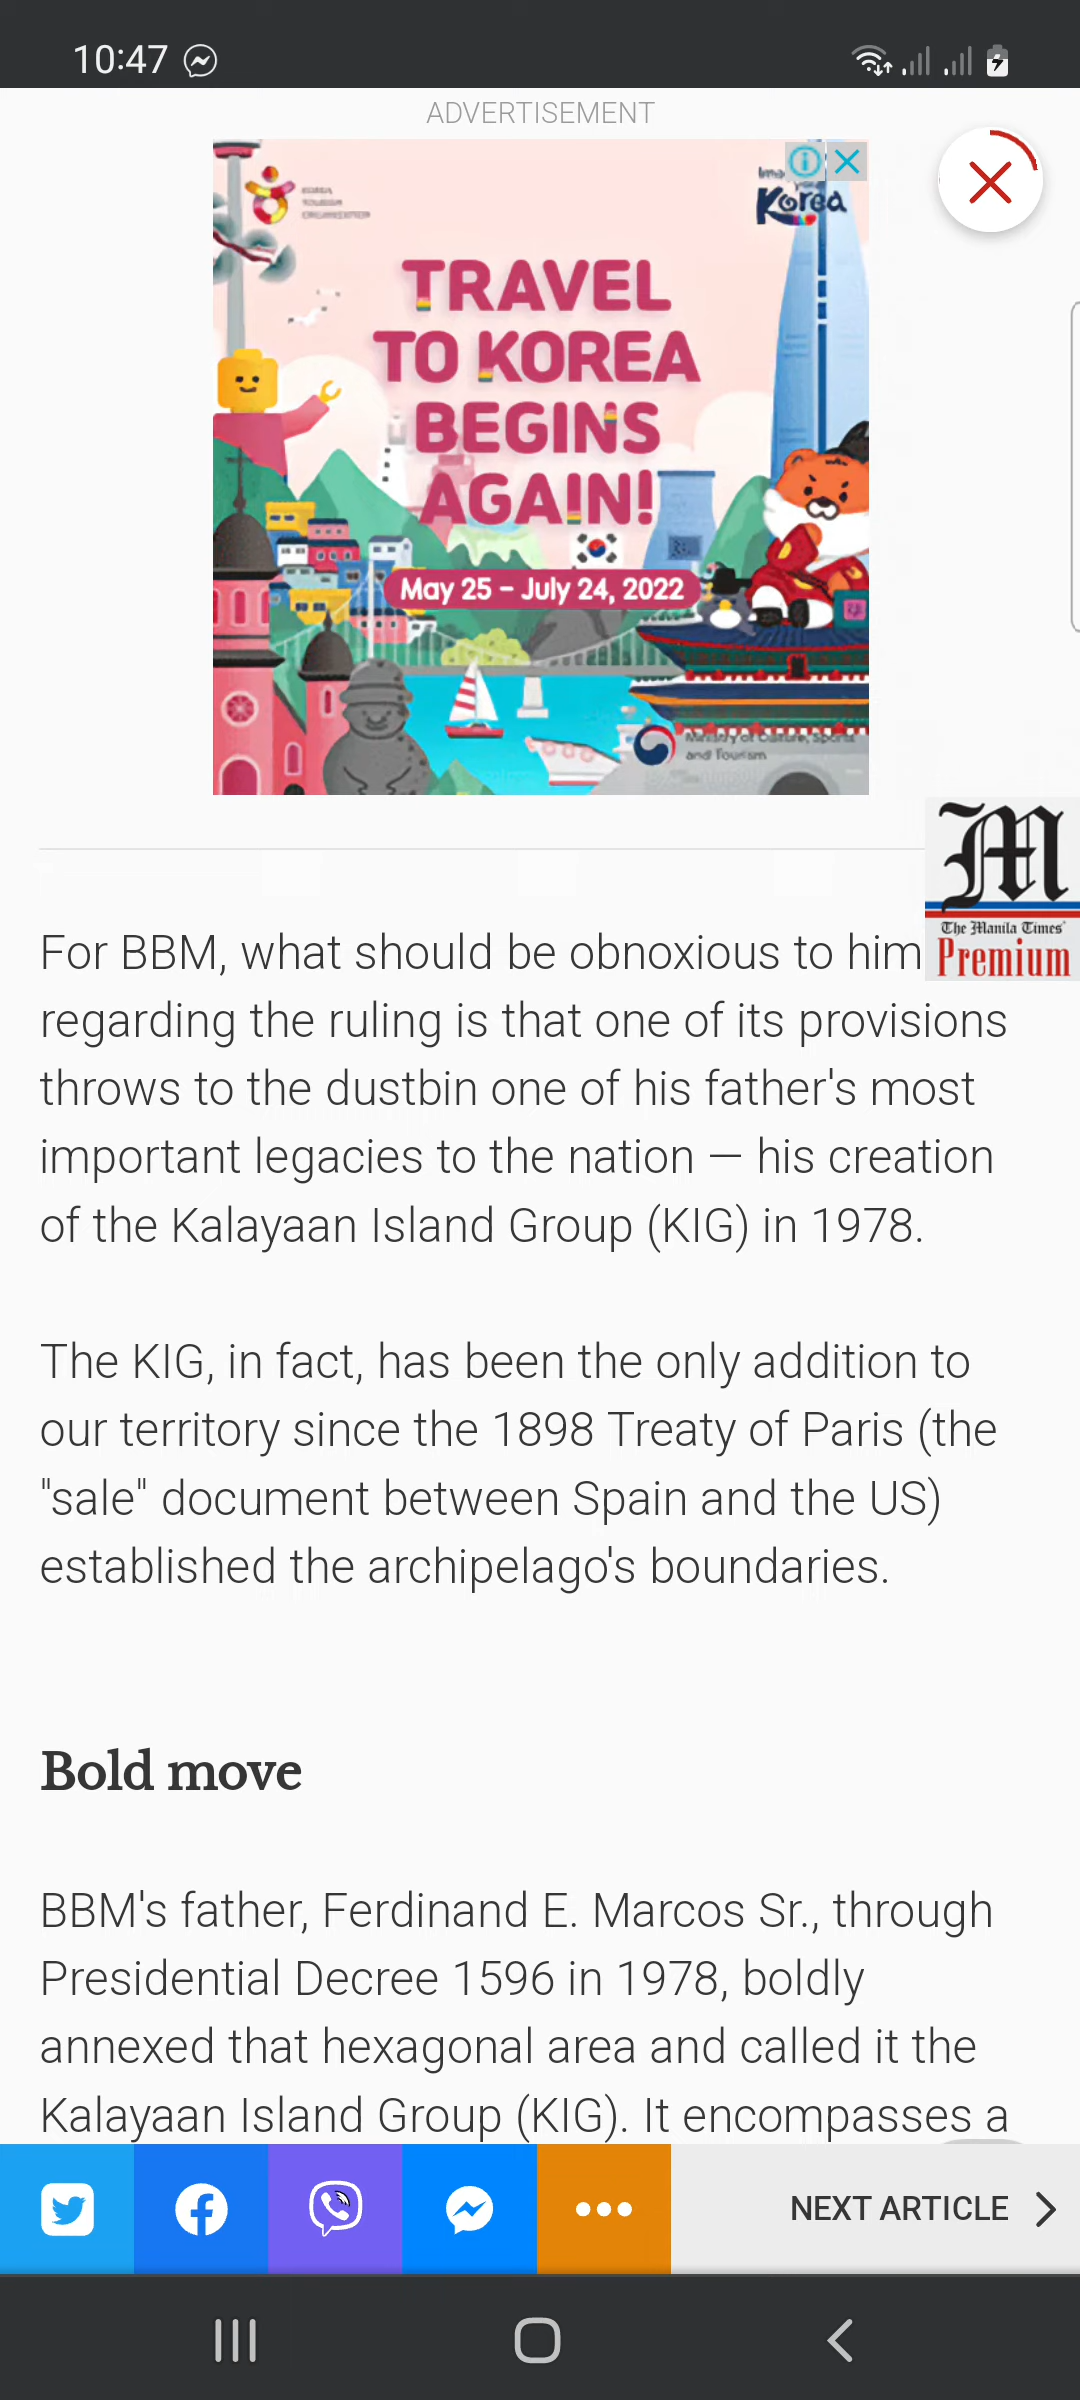 10:47
ADVERTISEMENT
Korea
TRAVEL
TO KOREA
BEGINS
AGAIN!
May 25 – July 24, 2022
Ministry of Culture, Sports
and Tourism
M
The Manila Times
Premium
For BBM, what should be obnoxious to him
regarding the ruling is that one of its provisions
throws to the dustbin one of his father's most
important legacies to the nation — his creation
of the Kalayaan Island Group (KIG) in 1978.
The KIG, in fact, has been the only addition to
our territory since the 1898 Treaty of Paris (the
"sale" document between Spain and the US)
established the archipelago's boundaries.
Bold move
BBM's father, Ferdinand E. Marcos Sr., through
Presidential Decree 1596 in 1978, boldly
annexed that hexagonal area and called it the
Kalayaan Island Group (KIG). It encompasses a
NEXT ARTICLE